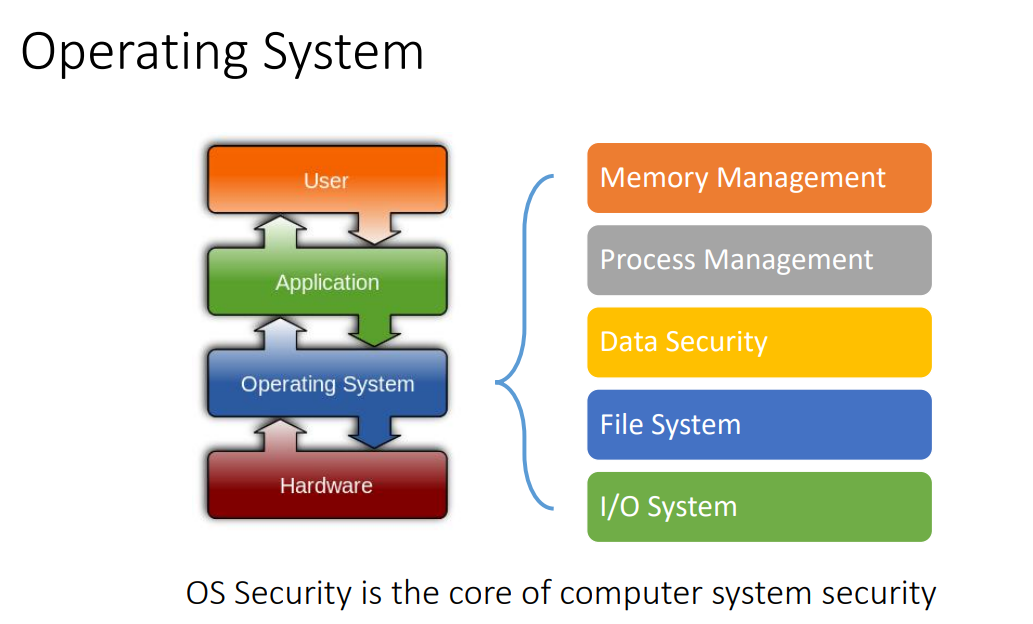 Operating System
User
Application
Operating System
Hardware
Memory Management
Process Management
Data Security
File System
I/O System
OS Security is the core of computer system security